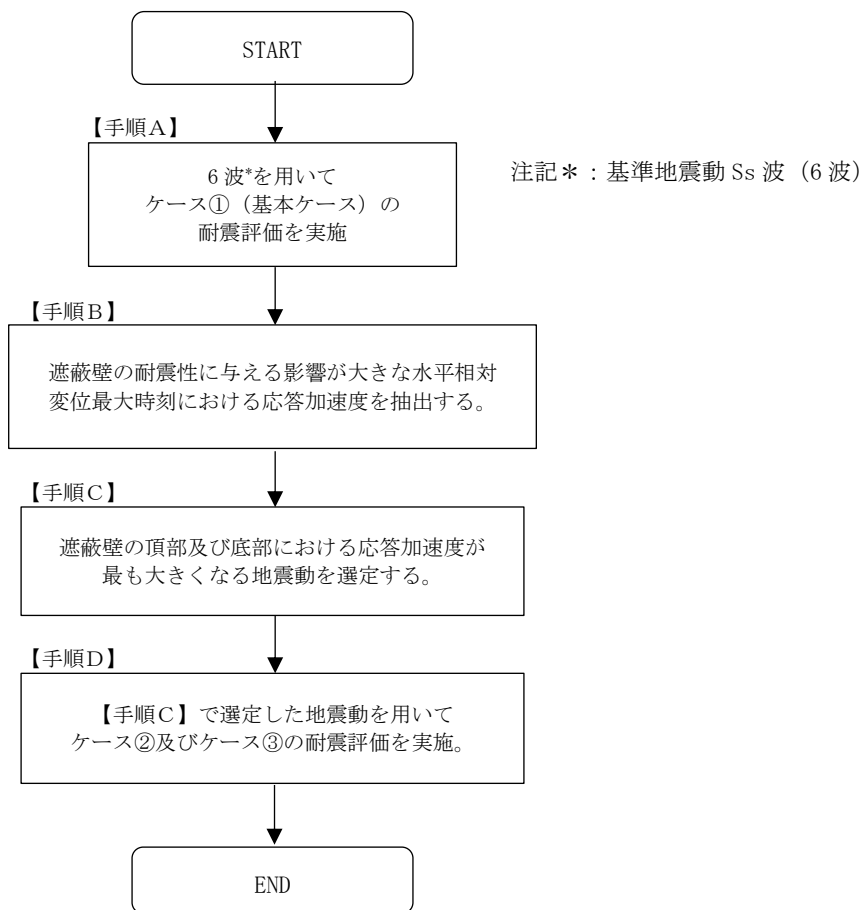 START
【手順A】
6 波*を用いて
ケース①（基本ケース）の
耐震評価を実施
注記＊：基準地震動 Ss 波（6 波）
【手順B】
遮蔽壁の耐震性に与える影響が大きな水平相対
変位最大時刻における応答加速度を抽出する。
【手順C】
遮蔽壁の頂部及び底部における応答加速度が
最も大きくなる地震動を選定する。
【手順D】
【手順C】で選定した地震動を用いて
ケース②及びケース③の耐震評価を実施。
END